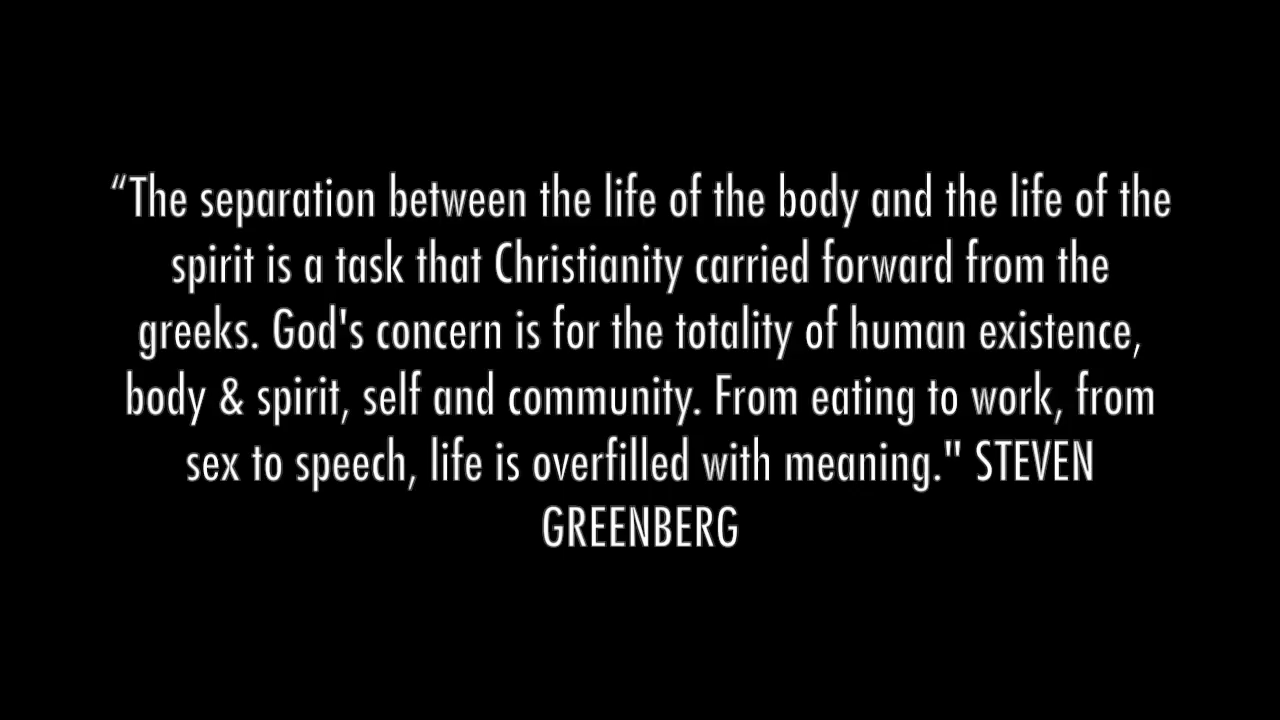 “The separation between the life of the body and the life of the
spirit is a task that Christianity carried forward from the
greeks. God's concern is for the totality of human existence,
body & spirit, self and community. From eating to work, from
sex to speech, life is overfilled with meaning." STEVEN
GREENBERG